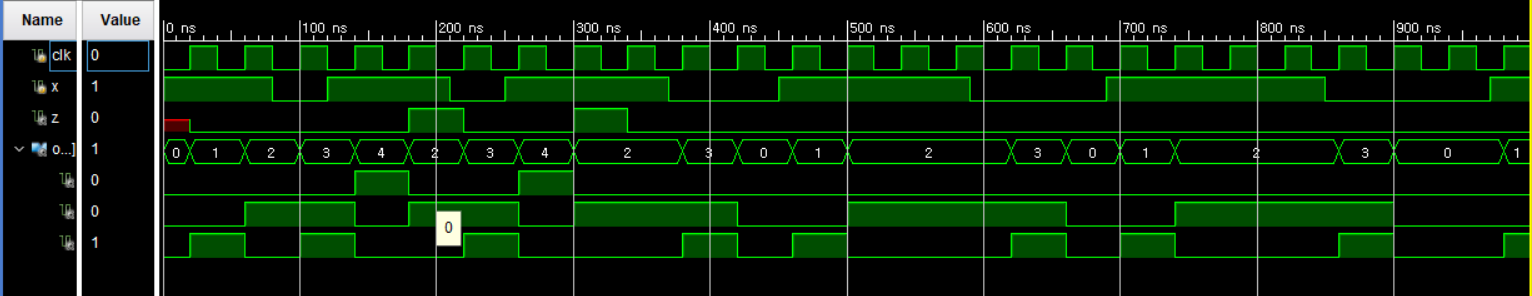 Name Value 0 ns 100 ns 200 ns 300 ns 400 ns 500 ns 600 ns 700 ns 800 ns 900 ns
clk 0
x 1
z 0
o...] 1 0 1 2 3 4 2 3 4 2 3 0 1 2 3 0 1 2 3 0 1
0
0 0
1